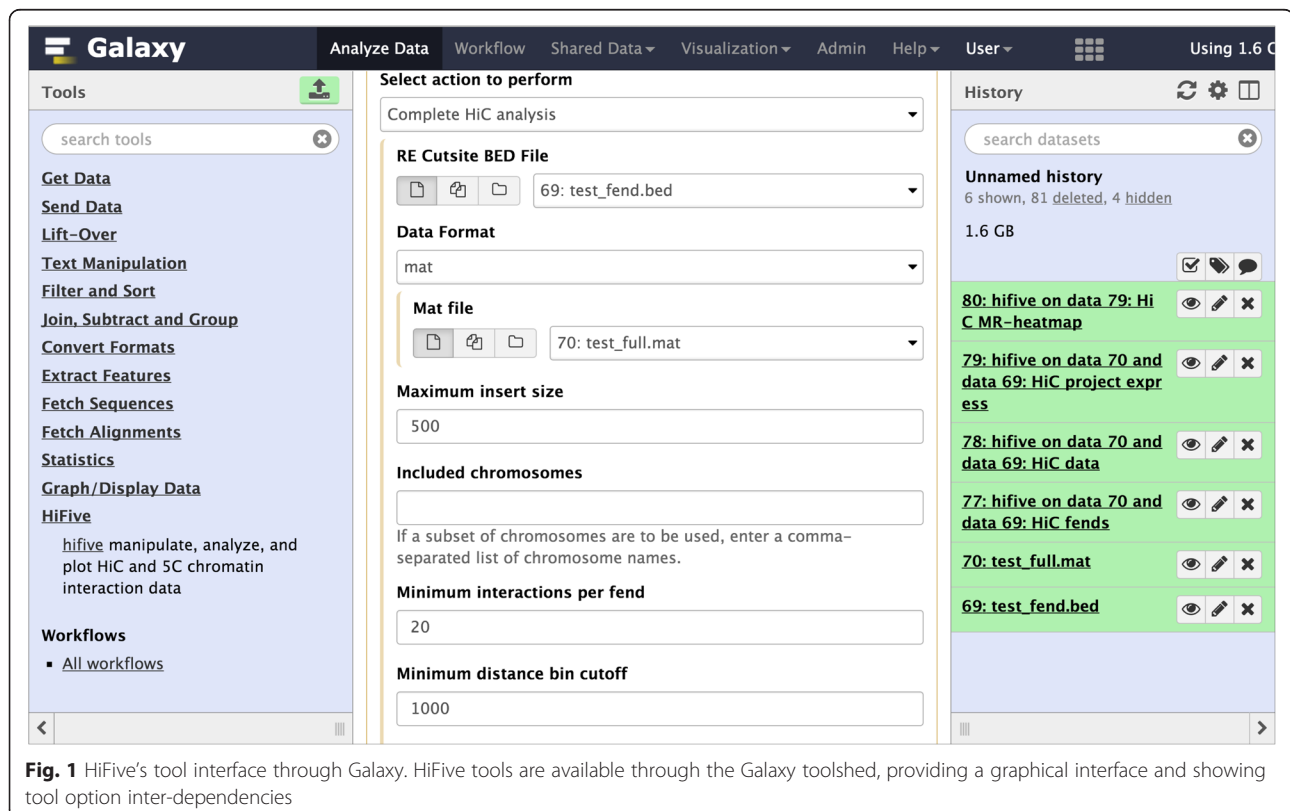 Galaxy
Analyze Data Workflow Shared Data Visualization Admin Help User Using 1.6 G
Tools
search tools
Get Data
Send Data
Lift-Over
Text Manipulation
Filter and Sort
Join, Subtract and Group
Convert Formats
Extract Features
Fetch Sequences
Fetch Alignments
Statistics
Graph/Display Data
HiFive
hifive manipulate, analyze, and
plot HiC and 5C chromatin
interaction data
Workflows
All workflows
Select action to perform
Complete HiC analysis
RE Cutsite BED File
69: test_fend.bed
Data Format
mat
Mat file
70: test_full.mat
Maximum insert size
500
Included chromosomes
If a subset of chromosomes are to be used, enter a comma-
separated list of chromosome names.
Minimum interactions per fend
20
Minimum distance bin cutoff
1000
History
search datasets
Unnamed history
6 shown, 81 deleted, 4 hidden
1.6 GB
80: hifive on data 79: Hi
C MR-heatmap
79: hifive on data 70 and
data 69: HiC project expr
ess
78: hifive on data 70 and
data 69: HiC data
77: hifive on data 70 and
data 69: HiC fends
70: test_full.mat
69: test_fend.bed
Fig. 1 HiFive's tool interface through Galaxy. HiFive tools are available through the Galaxy toolshed, providing a graphical interface and showing
tool option inter-dependencies